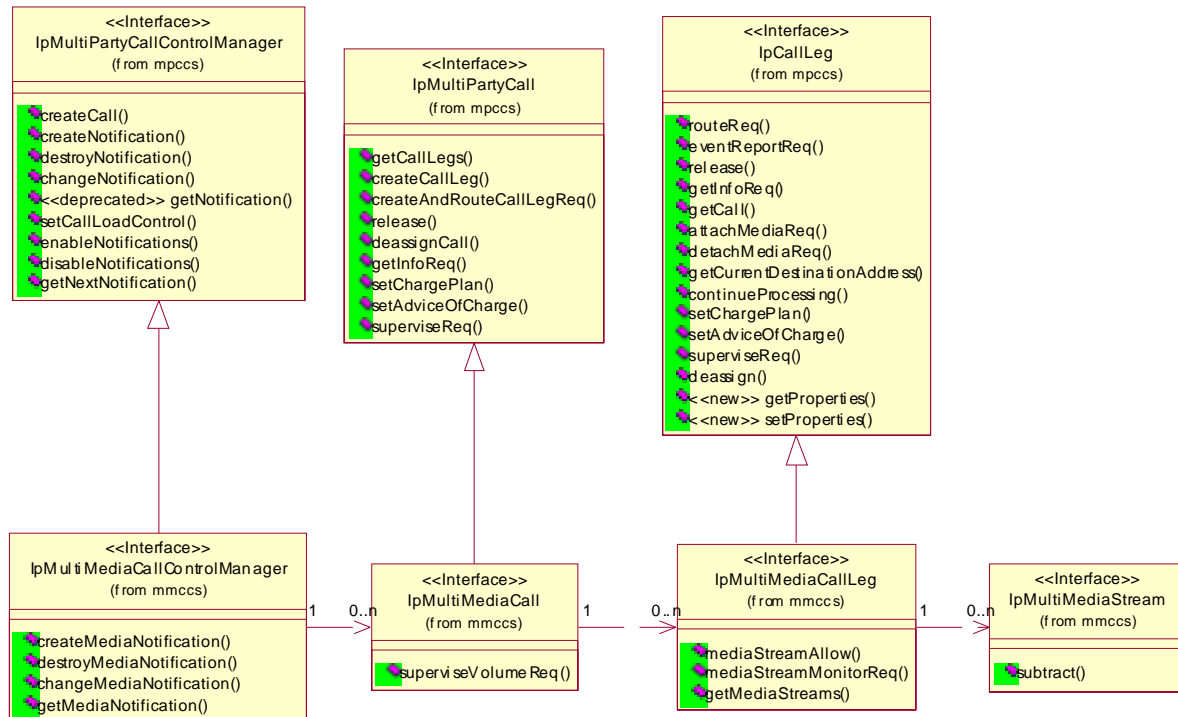 <<Interface>>
IpMultiPartyCallControlManager
(from mpccs)
createCall()
createNotification()
destroyNotification()
changeNotification()
<<deprecated>> getNotification()
setCallLoadControl()
enableNotifications()
disableNotifications()
getNextNotification()
<<Interface>>
IpMultiPartyCall
(from mpccs)
getCallLegs()
createCallLeg()
createAndRouteCallLegReq()
release()
deassignCall()
getInfoReq()
setChargePlan()
setAdviceOfCharge()
superviseReq()
<<Interface>>
IpCallLeg
(from mpccs)
routeReq()
eventReportReq()
release()
getInfoReq()
getCall()
attachMediaReq()
detachMediaReq()
getCurrentDestinationAddress()
continueProcessing()
setChargePlan()
setAdviceOfCharge()
superviseReq()
deassign()
<<new>> getProperties()
<<new>> setProperties()
<<Interface>>
IpMultiMediaCallControlManager
(from mmccs)
createMediaNotification()
destroyMediaNotification()
changeMediaNotification()
getMediaNotification()
1
0..n
<<Interface>>
IpMultiMediaCall
(from mmccs)
superviseVolumeReq()
1
0..n
<<Interface>>
IpMultiMediaCallLeg
(from mmccs)
mediaStreamAllow()
mediaStreamMonitorReq()
getMediaStreams()
1
0..n
<<Interface>>
IpMultiMediaStream
(from mmccs)
subtract()